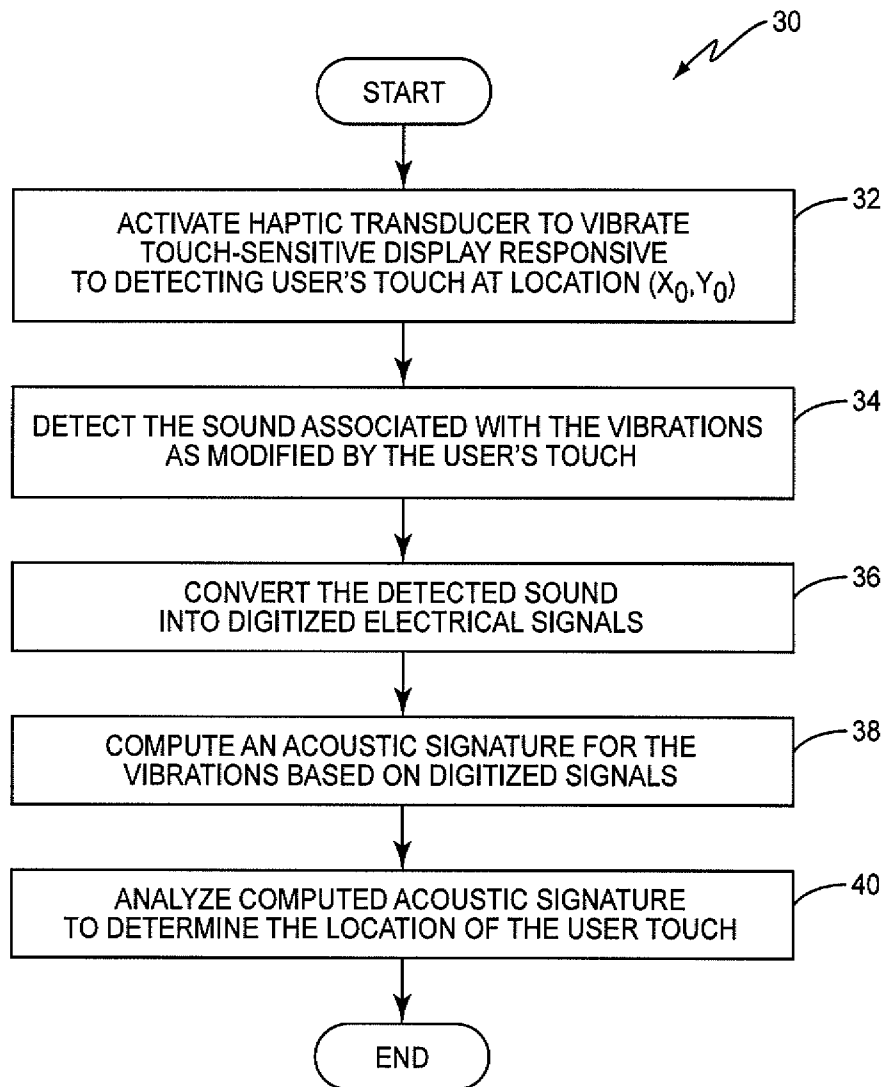 30
START
32
ACTIVATE HAPTIC TRANSDUCER TO VIBRATE
TOUCH-SENSITIVE DISPLAY RESPONSIVE
TO DETECTING USER'S TOUCH AT LOCATION (X0,Y0)
34
DETECT THE SOUND ASSOCIATED WITH THE VIBRATIONS
AS MODIFIED BY THE USER'S TOUCH
36
CONVERT THE DETECTED SOUND
INTO DIGITIZED ELECTRICAL SIGNALS
38
COMPUTE AN ACOUSTIC SIGNATURE FOR THE
VIBRATIONS BASED ON DIGITIZED SIGNALS
40
ANALYZE COMPUTED ACOUSTIC SIGNATURE
TO DETERMINE THE LOCATION OF THE USER TOUCH
END